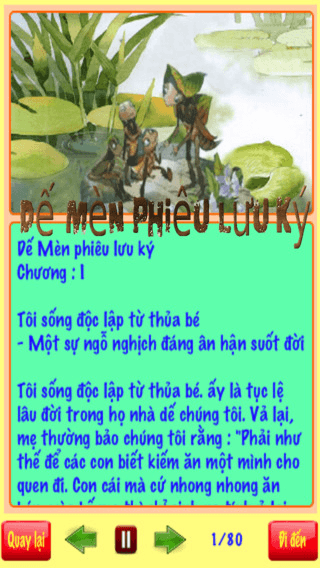 Dế Mèn Phiêu Lưu Ký
Dế Mèn phiêu lưu ký
Chương : I
Tôi sống độc lập từ thủa bé
- Một sự ngỗ nghịch đáng ân hận suốt đời
Tôi sống độc lập từ thủa bé. ấy là tục lệ
lâu đời trong họ nhà dế chúng tôi. Vả lại,
mẹ thường bảo chúng tôi rằng : "Phải như
thế để các con biết kiếm ăn một mình cho
quen đi. Con cái mà cứ nhong nhong ăn
Quay lại
1/80
Đi đến